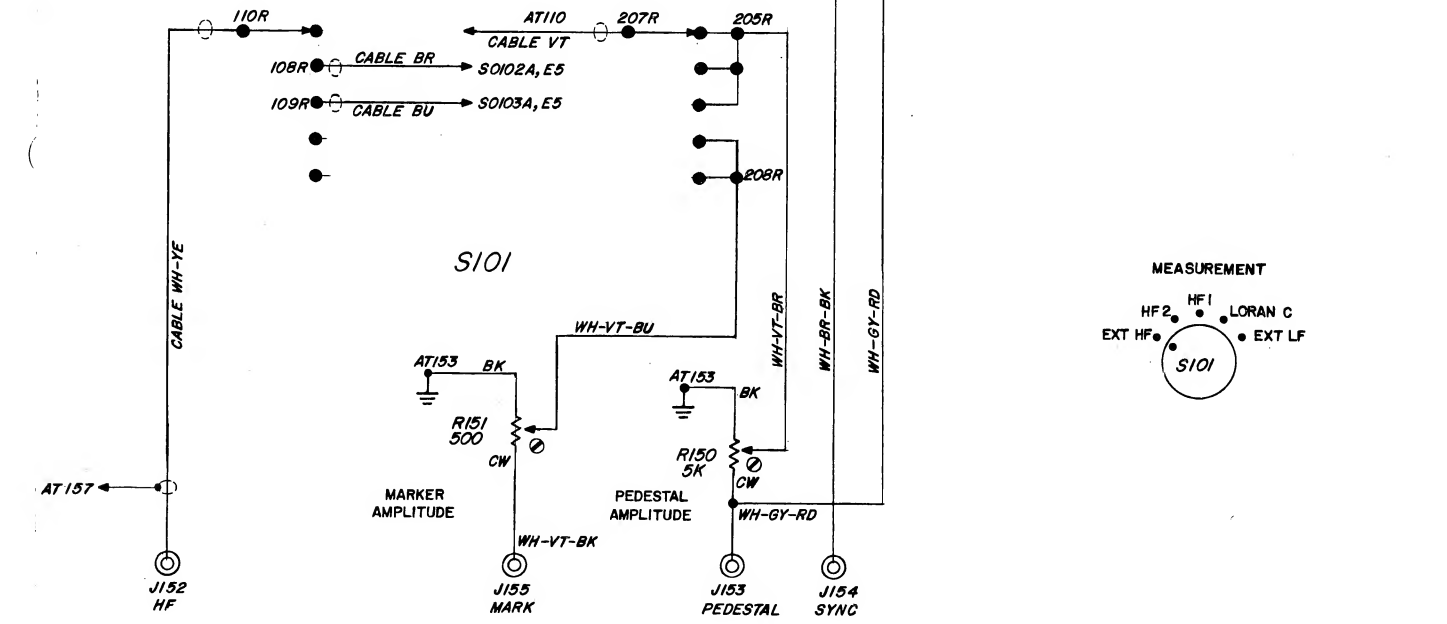 110R
AT110
207R
205R
CABLE VT
108R
CABLE BR
SO102A, E5
109R
CABLE BU
SO103A, E5
208R
CABLE WH-YE
S101
WH-VT-BU
WH-VT-BR
WH-BR-BK
WH-GY-RD
MEASUREMENT
HF1
HF2
LORAN C
EXT HF
EXT LF
S101
AT153
BK
AT153
BK
R151
500
CW
R150
5K
CW
AT157
MARKER
AMPLITUDE
PEDESTAL
AMPLITUDE
WH-GY-RD
WH-VT-BK
J152
HF
J155
MARK
J153
PEDESTAL
J154
SYNC